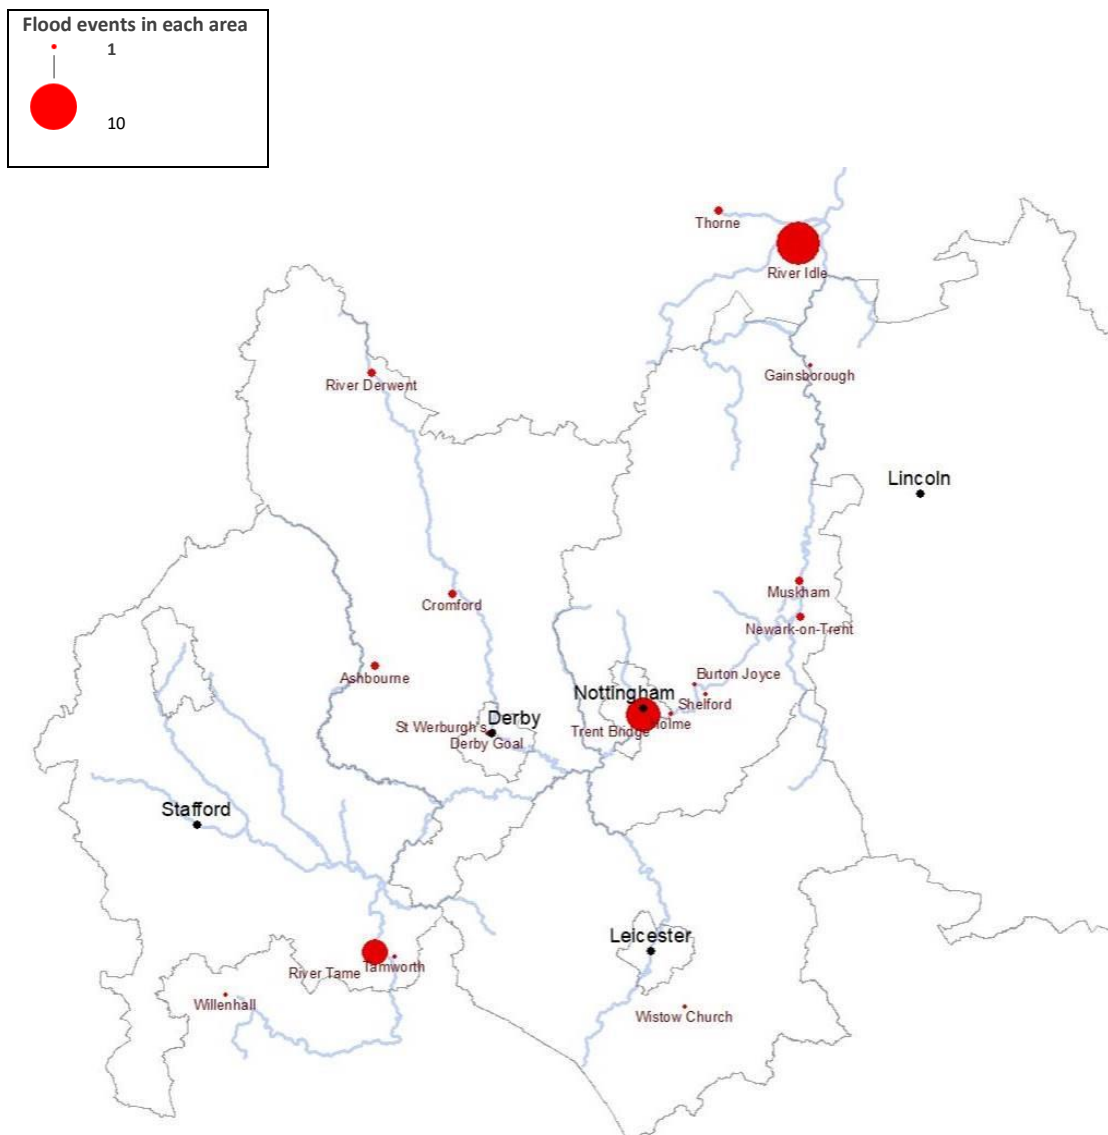 Flood events in each area
1
10
Thorne
River Idle
Gainsborough
River Derwent
Lincoln
Cromford
Muskham
Newark-on-Trent
Ashbourne
Burton Joyce
Nottingham
Shelford
Trent Bridge
Holme
St Werburgh's
Derby
Derby Goal
Stafford
Leicester
Tamworth
River Tame
Willenhall
Wistow Church